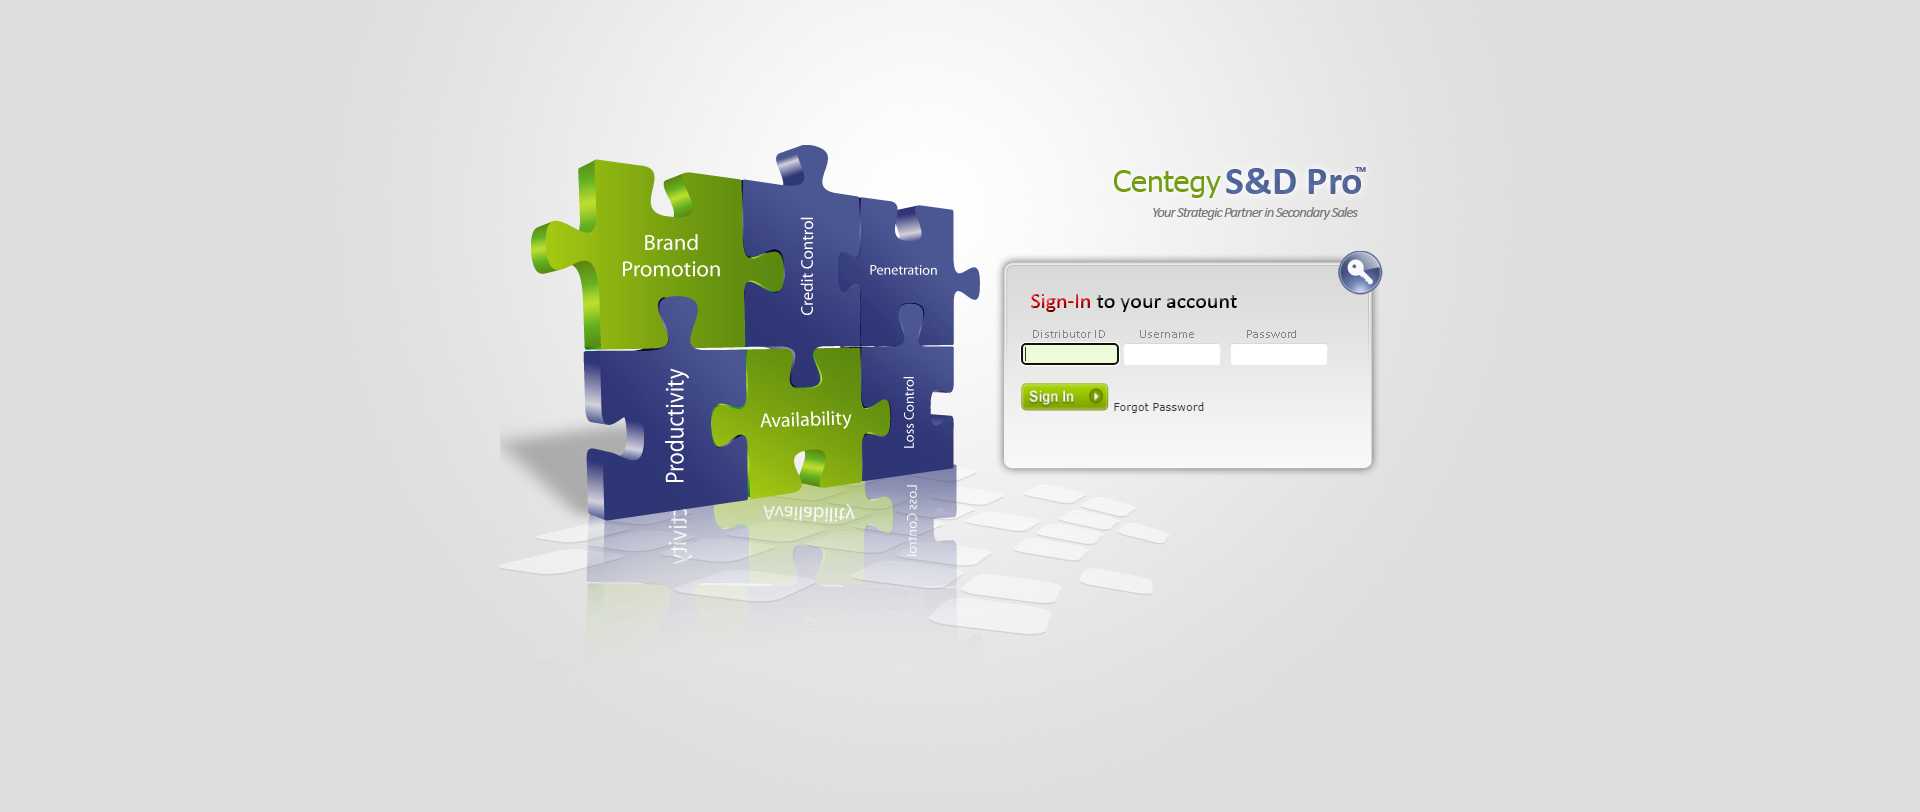 Centegy S&D Pro™
Your Strategic Partner in Secondary Sales
Brand
Promotion
Credit Control
Penetration
Productivity
Availability
Loss Control
Sign-In to your account
Distributor ID Username Password
Sign In Forgot Password